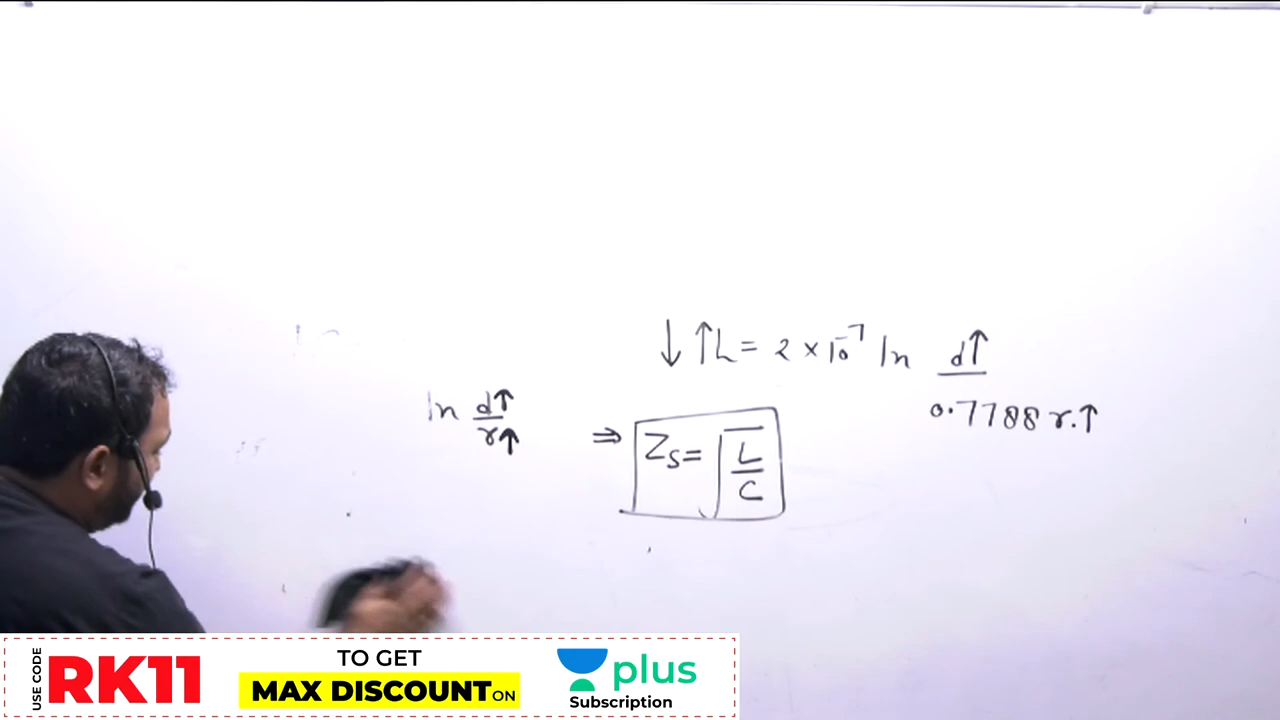 ↓ ↑ L = 2 × 10⁻⁷ ln d↑ / 0.7788 r.↑
ln d↑ / r↑
⇒ Zs = √(L/C)
USE CODE
RK11
TO GET
MAX DISCOUNT ON
plus
Subscription